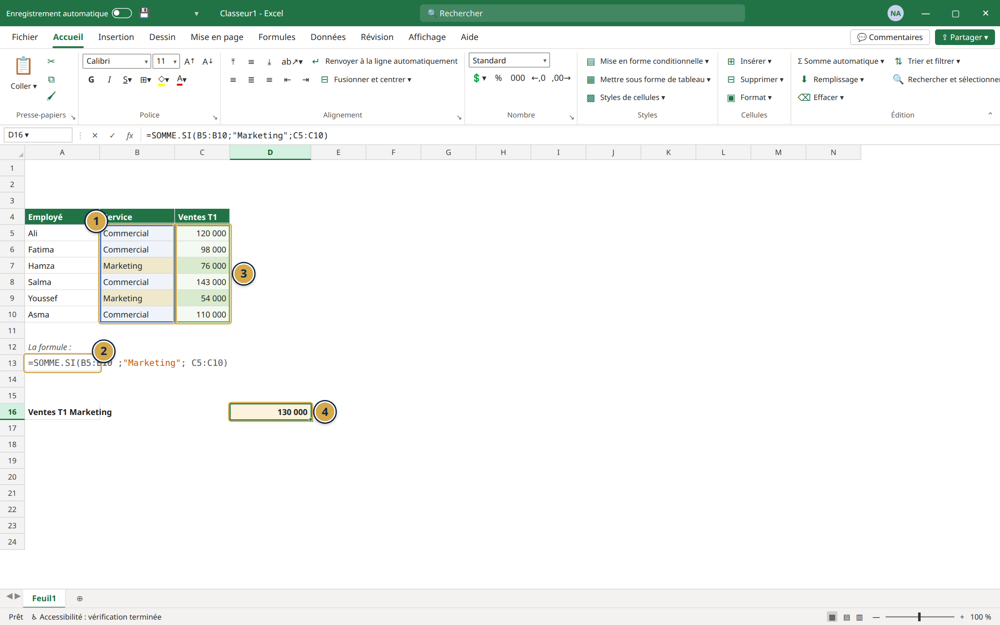 Enregistrement automatique
Classeur1 - Excel
Rechercher
NA
Fichier Accueil Insertion Dessin Mise en page Formules Données Révision Affichage Aide
Commentaires
Partager
Coller
Presse-papiers
Calibri 11
A A
G I S A
Police
ab Renvoyer à la ligne automatiquement
Fusionner et centrer
Alignement
Standard
% 000 ←,0 ,00→
Nombre
Mise en forme conditionnelle
Mettre sous forme de tableau
Styles de cellules
Styles
Insérer
Supprimer
Format
Cellules
Σ Somme automatique
Remplissage
Effacer
Trier et filtrer
Rechercher et sélectionner
Édition
D16 fx =SOMME.SI(B5:B10;"Marketing";C5:C10)
A B C D E F G H I J K L M N
1
2
3
4 Employé ervice Ventes T1
1
5 Ali Commercial 120 000
6 Fatima Commercial 98 000
7 Hamza Marketing 76 000
3
8 Salma Commercial 143 000
9 Youssef Marketing 54 000
10 Asma Commercial 110 000
11
12 La formule :
2
13 =SOMME.SI(B5:B10 ;"Marketing"; C5:C10)
14
15
16 Ventes T1 Marketing 130 000
4
17
18
19
20
21
22
23
24
Feuil1
Prêt Accessibilité : vérification terminée
— + 100 %